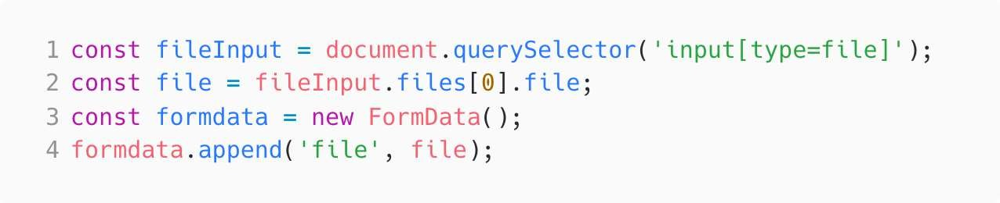 1 const fileInput = document.querySelector('input[type=file]');
2 const file = fileInput.files[0].file;
3 const formdata = new FormData();
4 formdata.append('file', file);